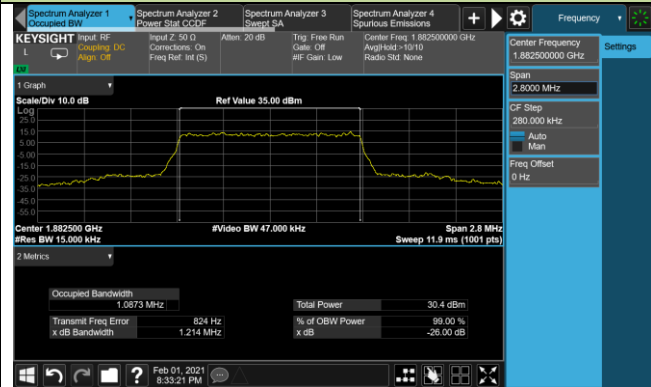 Spectrum Analyzer 1
Occupied BW
Spectrum Analyzer 2
Power Stat CCDF
Spectrum Analyzer 3
Swept SA
Spectrum Analyzer 4
Spurious Emissions
Frequency
KEYSIGHT
L
Input: RF
Coupling: DC
Align: Off
Input Z: 50 Ω
Corrections: On
Freq Ref: Int (S)
Atten: 20 dB
Trig: Free Run
Gate: Off
#IF Gain: Low
Center Freq: 1.882500000 GHz
Avg|Hold:>10/10
Radio Std: None
Center Frequency
1.882500000 GHz
Settings
Span
2.8000 MHz
CF Step
280.000 kHz
Auto
Man
Freq Offset
0 Hz
1 Graph
Scale/Div 10.0 dB
Ref Value 35.00 dBm
Log
25.0
15.0
5.00
-5.00
-15.0
-25.0
-35.0
-45.0
-55.0
Center 1.882500 GHz
#Video BW 47.000 kHz
Span 2.8 MHz
#Res BW 15.000 kHz
Sweep 11.9 ms (1001 pts)
2 Metrics
Occupied Bandwidth
1.0873 MHz
Total Power
30.4 dBm
Transmit Freq Error
824 Hz
% of OBW Power
99.00 %
x dB Bandwidth
1.214 MHz
x dB
-26.00 dB
?
Feb 01, 2021
8:33:21 PM